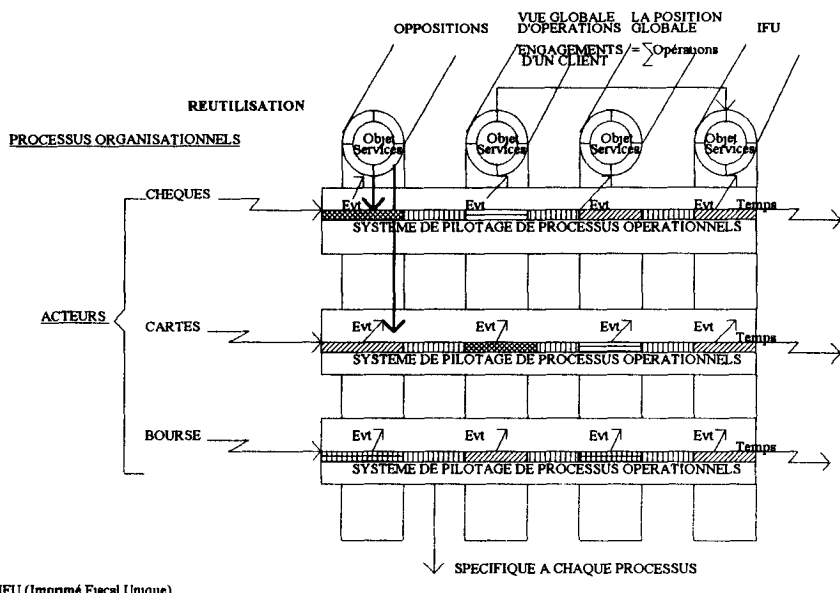 OPPOSITIONS
VUE GLOBALE
D'OPERATIONS
ENGAGEMENTS
D'UN CLIENT
LA POSITION
GLOBALE
= ∑Opérations
IFU
REUTILISATION
PROCESSUS ORGANISATIONNELS
Objet
Services
Objet
Services
Objet
Services
Objet
Services
CHEQUES
Evt
Evt
Evt
Evt
Temps
SYSTEME DE PILOTAGE DE PROCESSUS OPERATIONNELS
ACTEURS
CARTES
Evt
Evt
Evt
Evt
Temps
SYSTEME DE PILOTAGE DE PROCESSUS OPERATIONNELS
BOURSE
Evt
Evt
Evt
Evt
Temps
SYSTEME DE PILOTAGE DE PROCESSUS OPERATIONNELS
SPECIFIQUE A CHAQUE PROCESSUS
IFU (Imprimé Fiscal Unique)